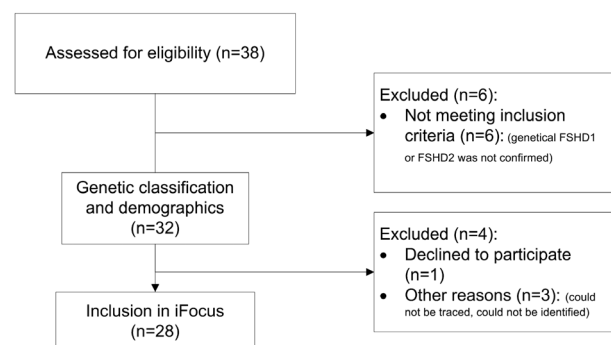 Assessed for eligibility (n=38)
Excluded (n=6):
• Not meeting inclusion
criteria (n=6): (genetical FSHD1
or FSHD2 was not confirmed)
Genetic classification
and demographics
(n=32)
Excluded (n=4):
• Declined to participate
(n=1)
• Other reasons (n=3): (could
not be traced, could not be identified)
Inclusion in iFocus
(n=28)